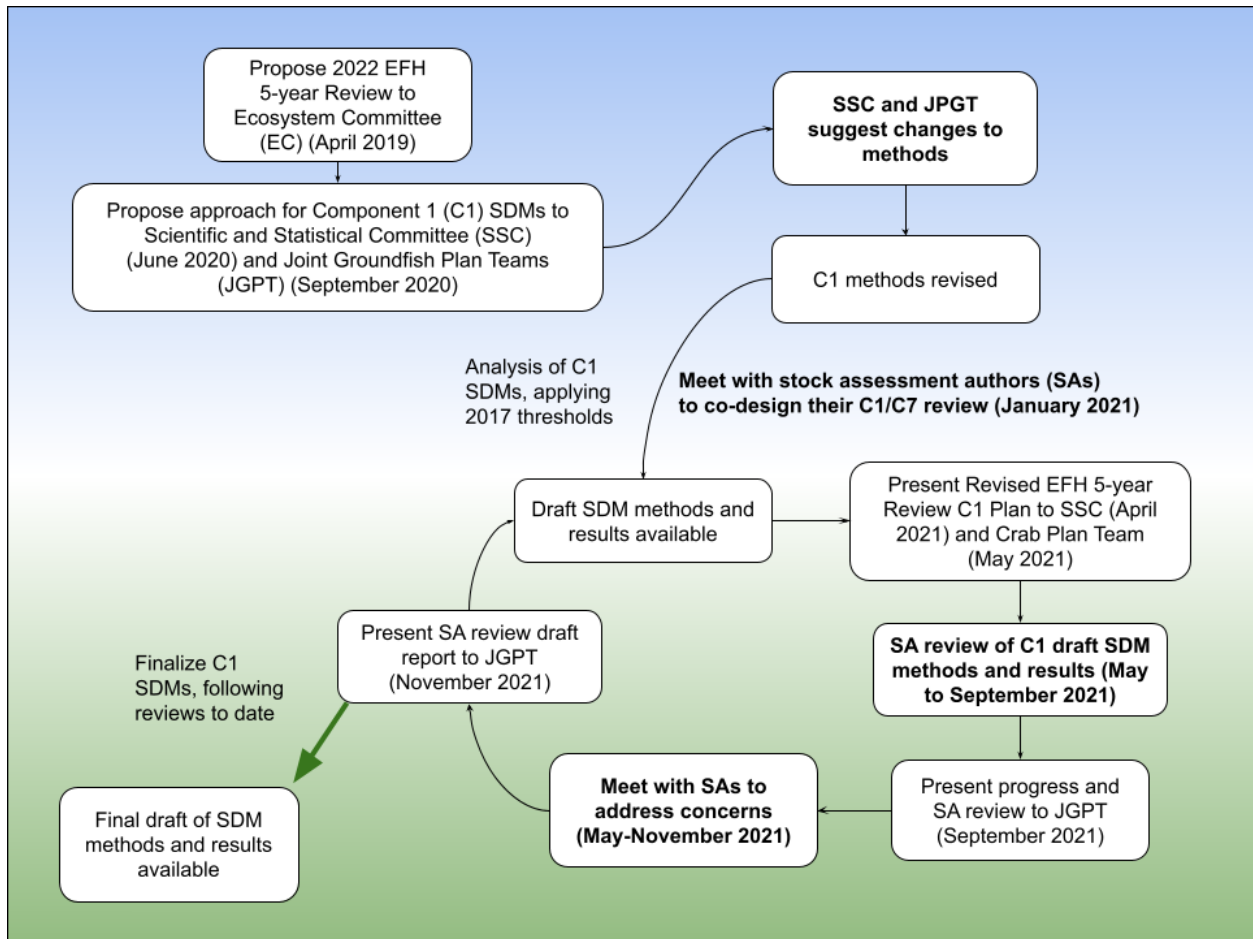 Propose 2022 EFH
5-year Review to
Ecosystem Committee
(EC) (April 2019)
Propose approach for Component 1 (C1) SDMs to
Scientific and Statistical Committee (SSC)
(June 2020) and Joint Groundfish Plan Teams
(JGPT) (September 2020)
SSC and JPGT
suggest changes to
methods
C1 methods revised
Analysis of C1
SDMs, applying
2017 thresholds
Meet with stock assessment authors (SAs)
to co-design their C1/C7 review (January 2021)
Draft SDM methods and
results available
Present Revised EFH 5-year
Review C1 Plan to SSC (April
2021) and Crab Plan Team
(May 2021)
SA review of C1 draft SDM
methods and results (May
to September 2021)
Present progress and
SA review to JGPT
(September 2021)
Meet with SAs to
address concerns
(May-November 2021)
Present SA review draft
report to JGPT
(November 2021)
Finalize C1
SDMs, following
reviews to date
Final draft of SDM
methods and results
available